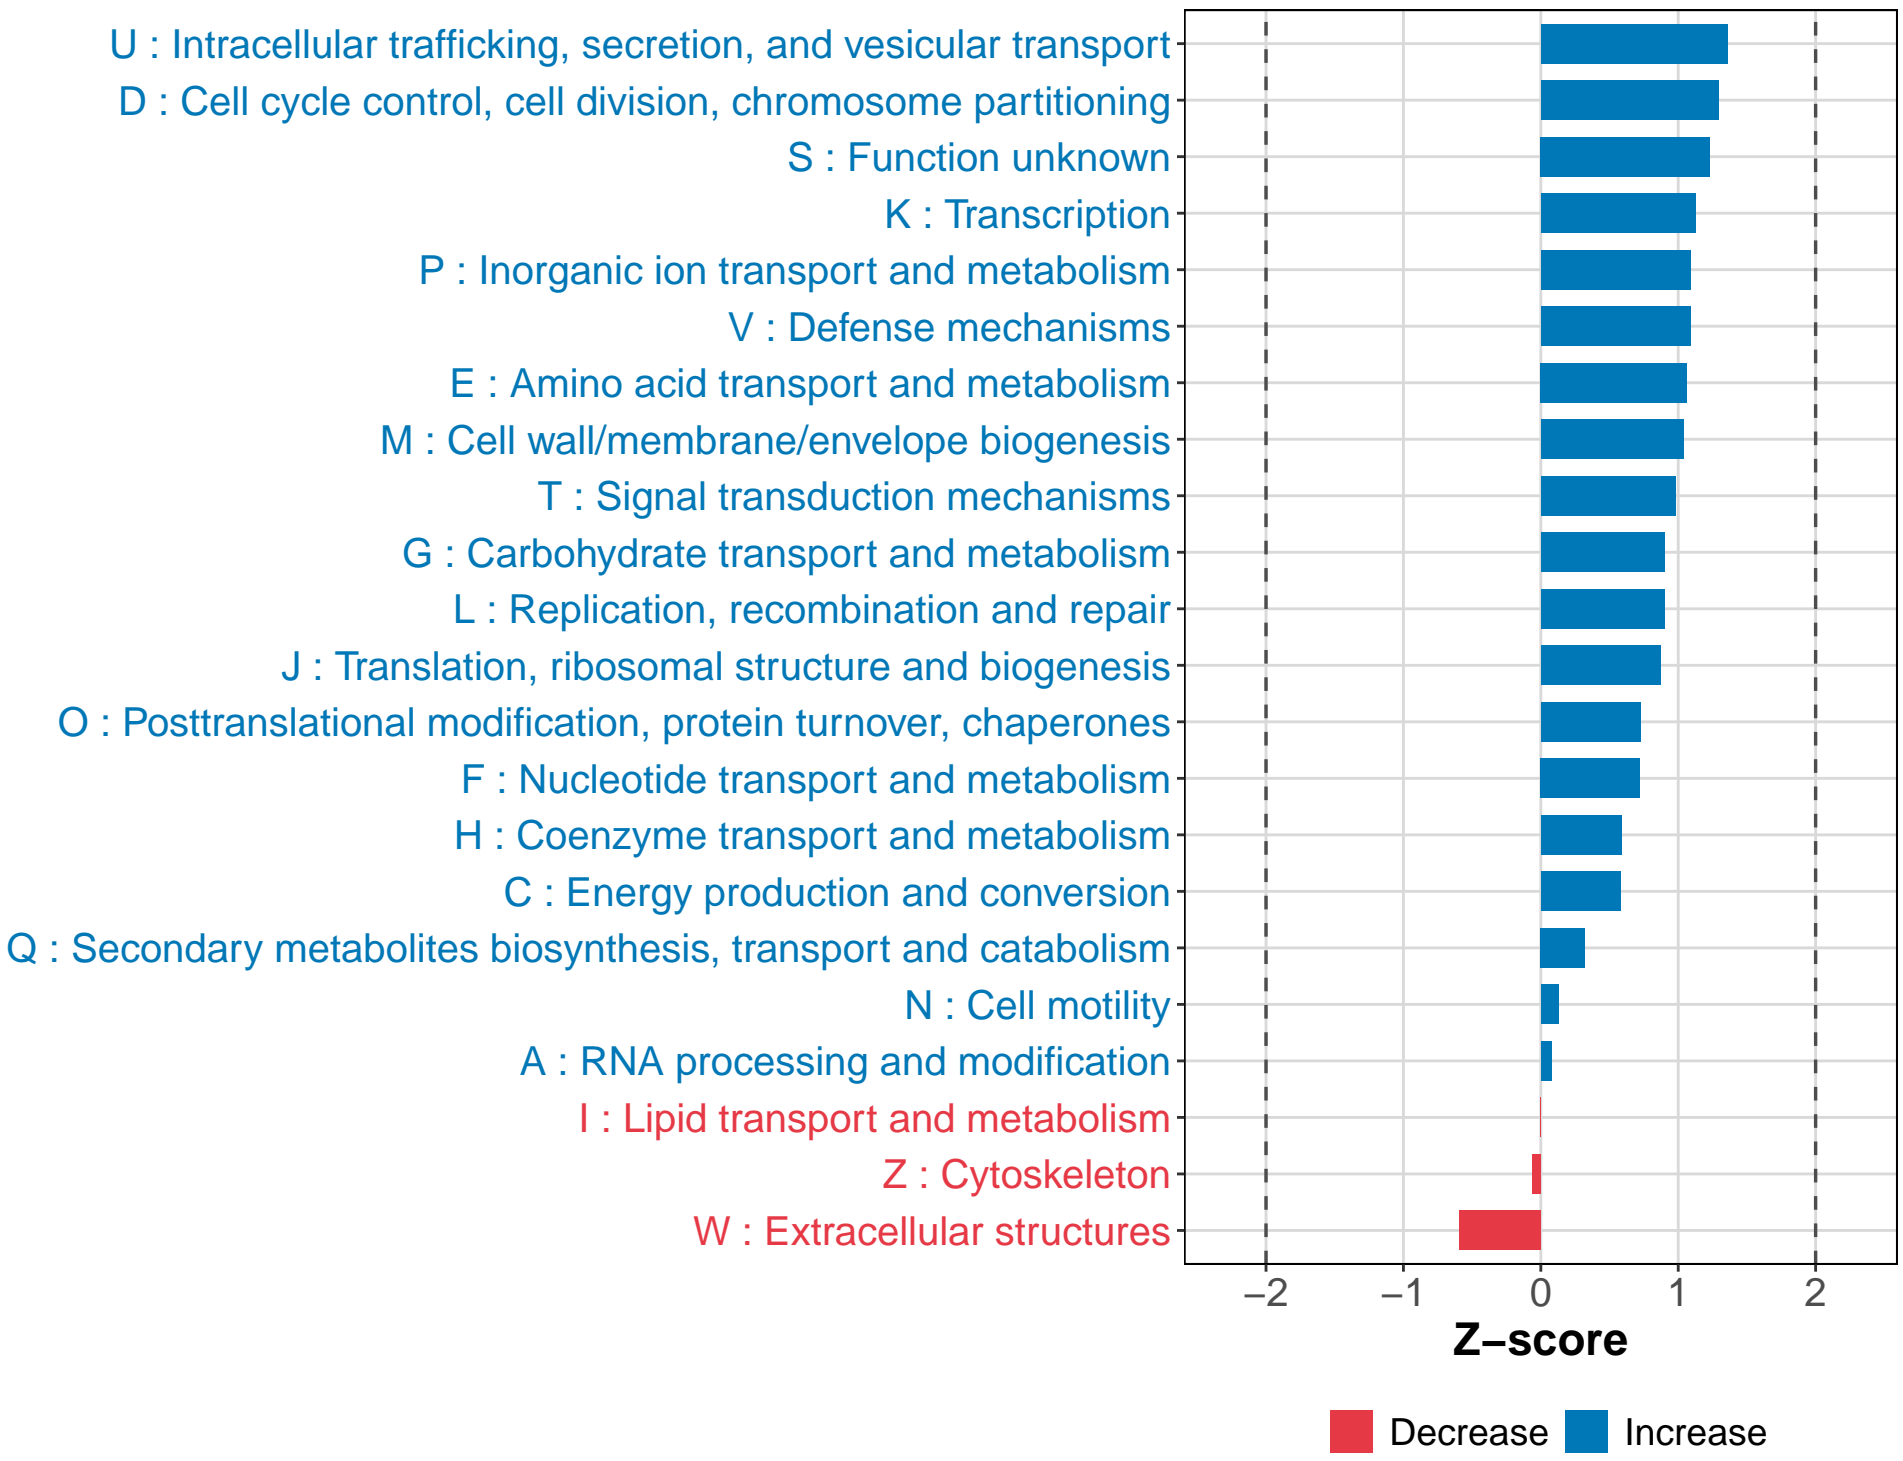 U : Intracellular trafficking, secretion, and vesicular transport
D : Cell cycle control, cell division, chromosome partitioning
S : Function unknown
K : Transcription
P : Inorganic ion transport and metabolism
V : Defense mechanisms
E : Amino acid transport and metabolism
M : Cell wall/membrane/envelope biogenesis
T : Signal transduction mechanisms
G : Carbohydrate transport and metabolism
L : Replication, recombination and repair
J : Translation, ribosomal structure and biogenesis
O : Posttranslational modification, protein turnover, chaperones
F : Nucleotide transport and metabolism
H : Coenzyme transport and metabolism
C : Energy production and conversion
Q : Secondary metabolites biosynthesis, transport and catabolism
N : Cell motility
A : RNA processing and modification
I : Lipid transport and metabolism
Z : Cytoskeleton
W : Extracellular structures
−2 −1 0 1 2
Z−score
Decrease Increase